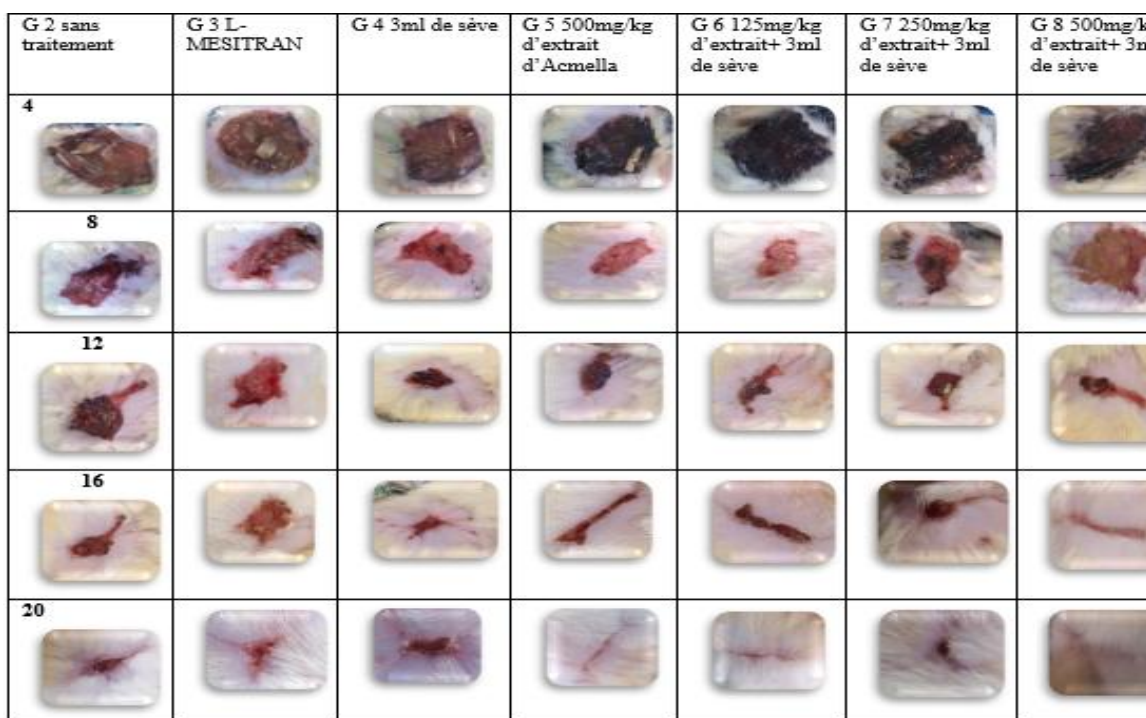 G 2 sans
traitement
G 3 L-
MESITRAN
G 4 3ml de sève
G 5 500mg/kg
d'extrait
d'Acmella
G 6 125mg/kg
d'extrait+ 3ml
de sève
G 7 250mg/kg
d'extrait+ 3ml
de sève
G 8 500mg/k
d'extrait+ 3m
de sève
4
8
12
16
20